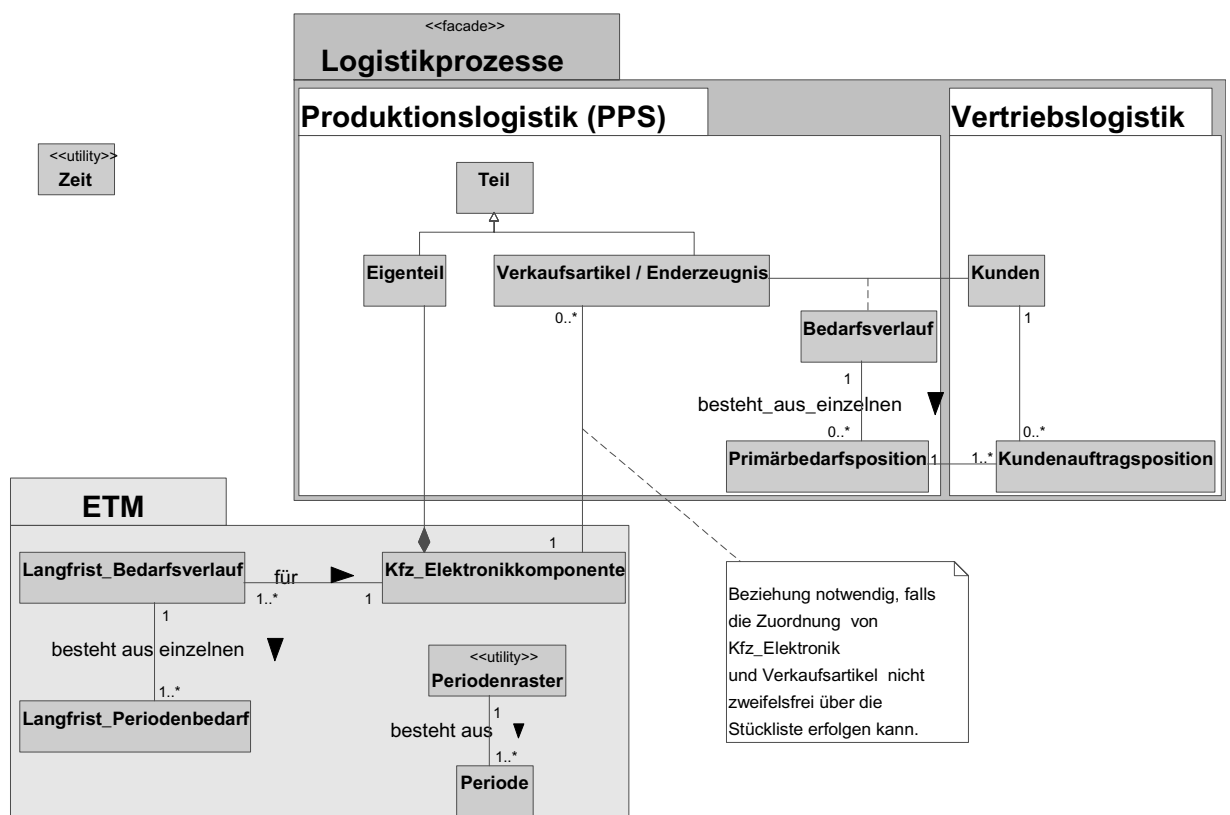 <<facade>>
Logistikprozesse
Produktionslogistik (PPS)
Vertriebslogistik
<<utility>>
Zeit
Teil
Eigenteil
Verkaufsartikel / Enderzeugnis
Kunden
0..*
1
Bedarfsverlauf
1
besteht_aus_einzelnen
0..*
0..*
Primärbedarfsposition
1
1..*
Kundenauftragsposition
ETM
1
Langfrist_Bedarfsverlauf
für
1..*
1
Kfz_Elektronikkomponente
1
besteht aus einzelnen
1..*
Langfrist_Periodenbedarf
<<utility>>
Periodenraster
1
besteht aus
1..*
Periode
Beziehung notwendig, falls
die Zuordnung von
Kfz_Elektronik
und Verkaufsartikel nicht
zweifelsfrei über die
Stückliste erfolgen kann.